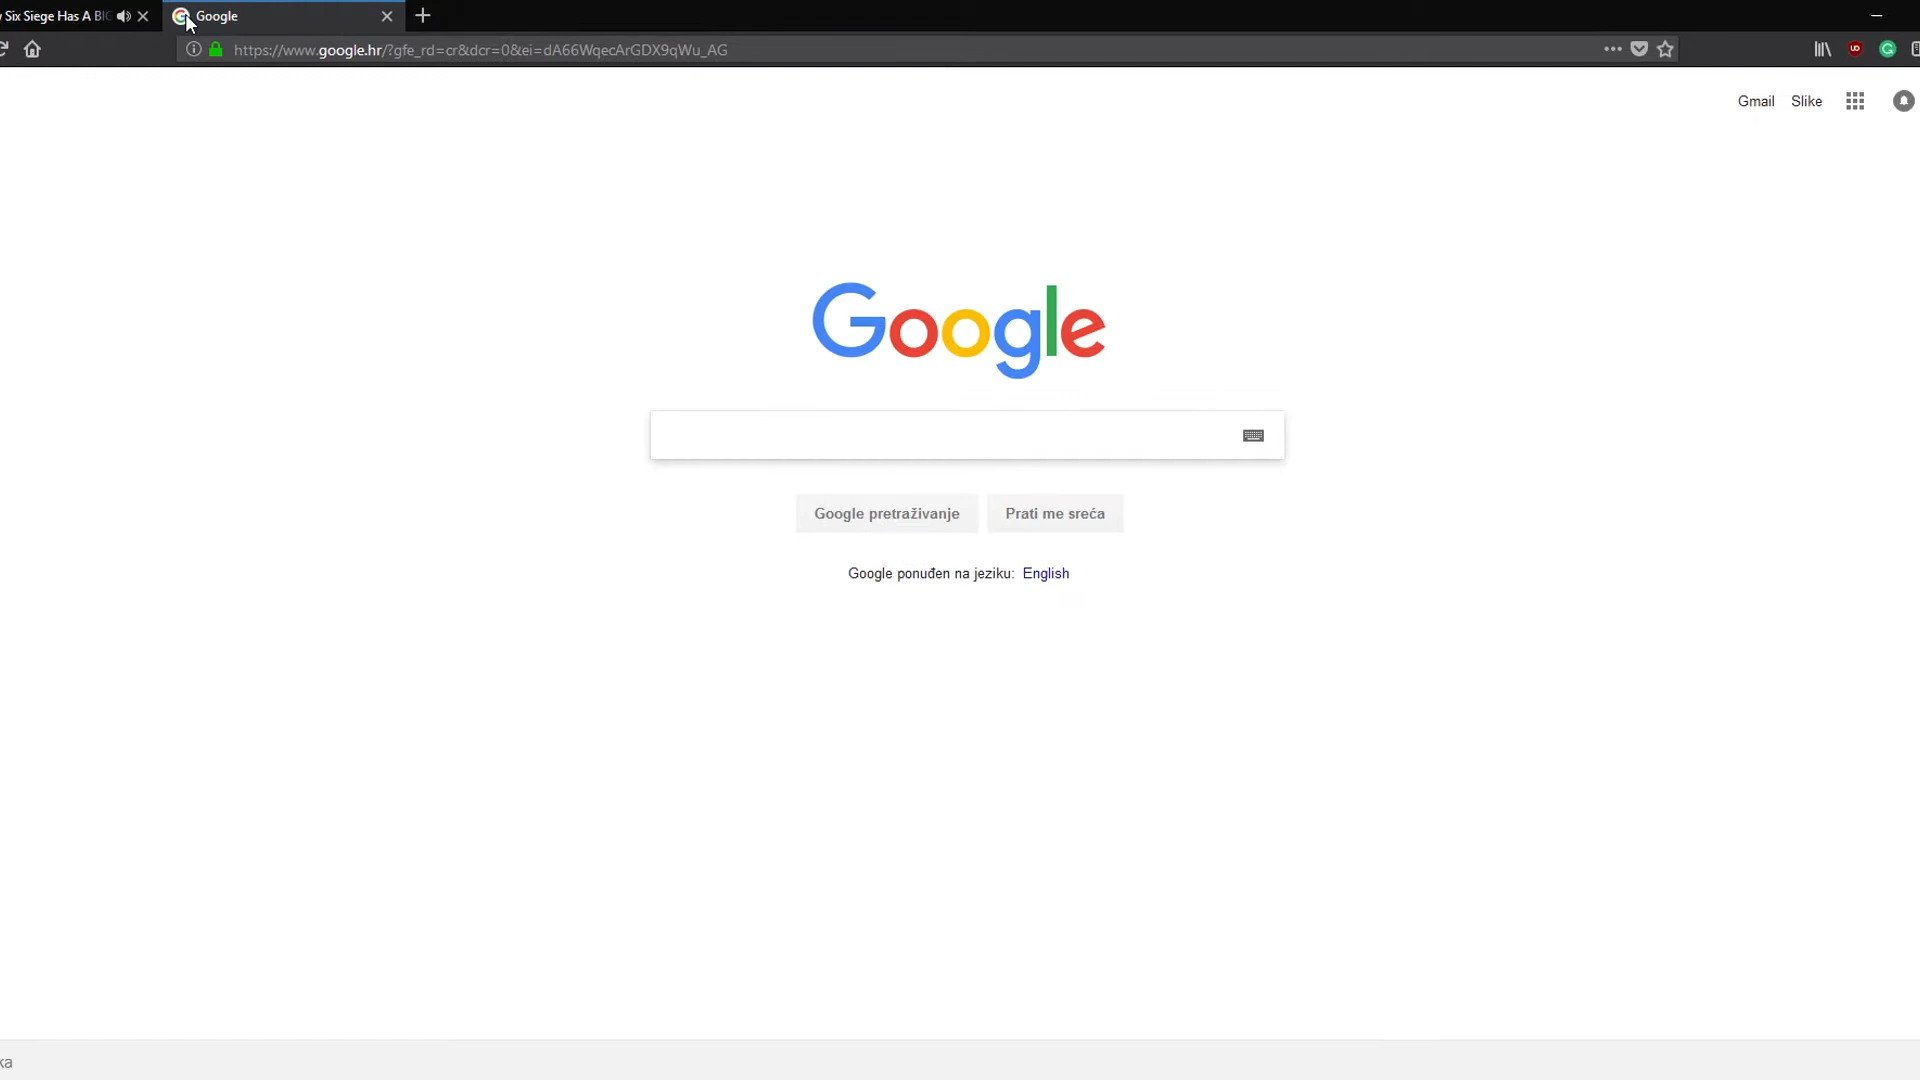 Six Siege Has A BIG
Google
https://www.google.hr/?gfe_rd=cr&dcr=0&ei=dA66WqecArGDX9qWu_AG
Gmail Slike
Google
Google pretraživanje Prati me sreća
Google ponuđen na jeziku: English
ka